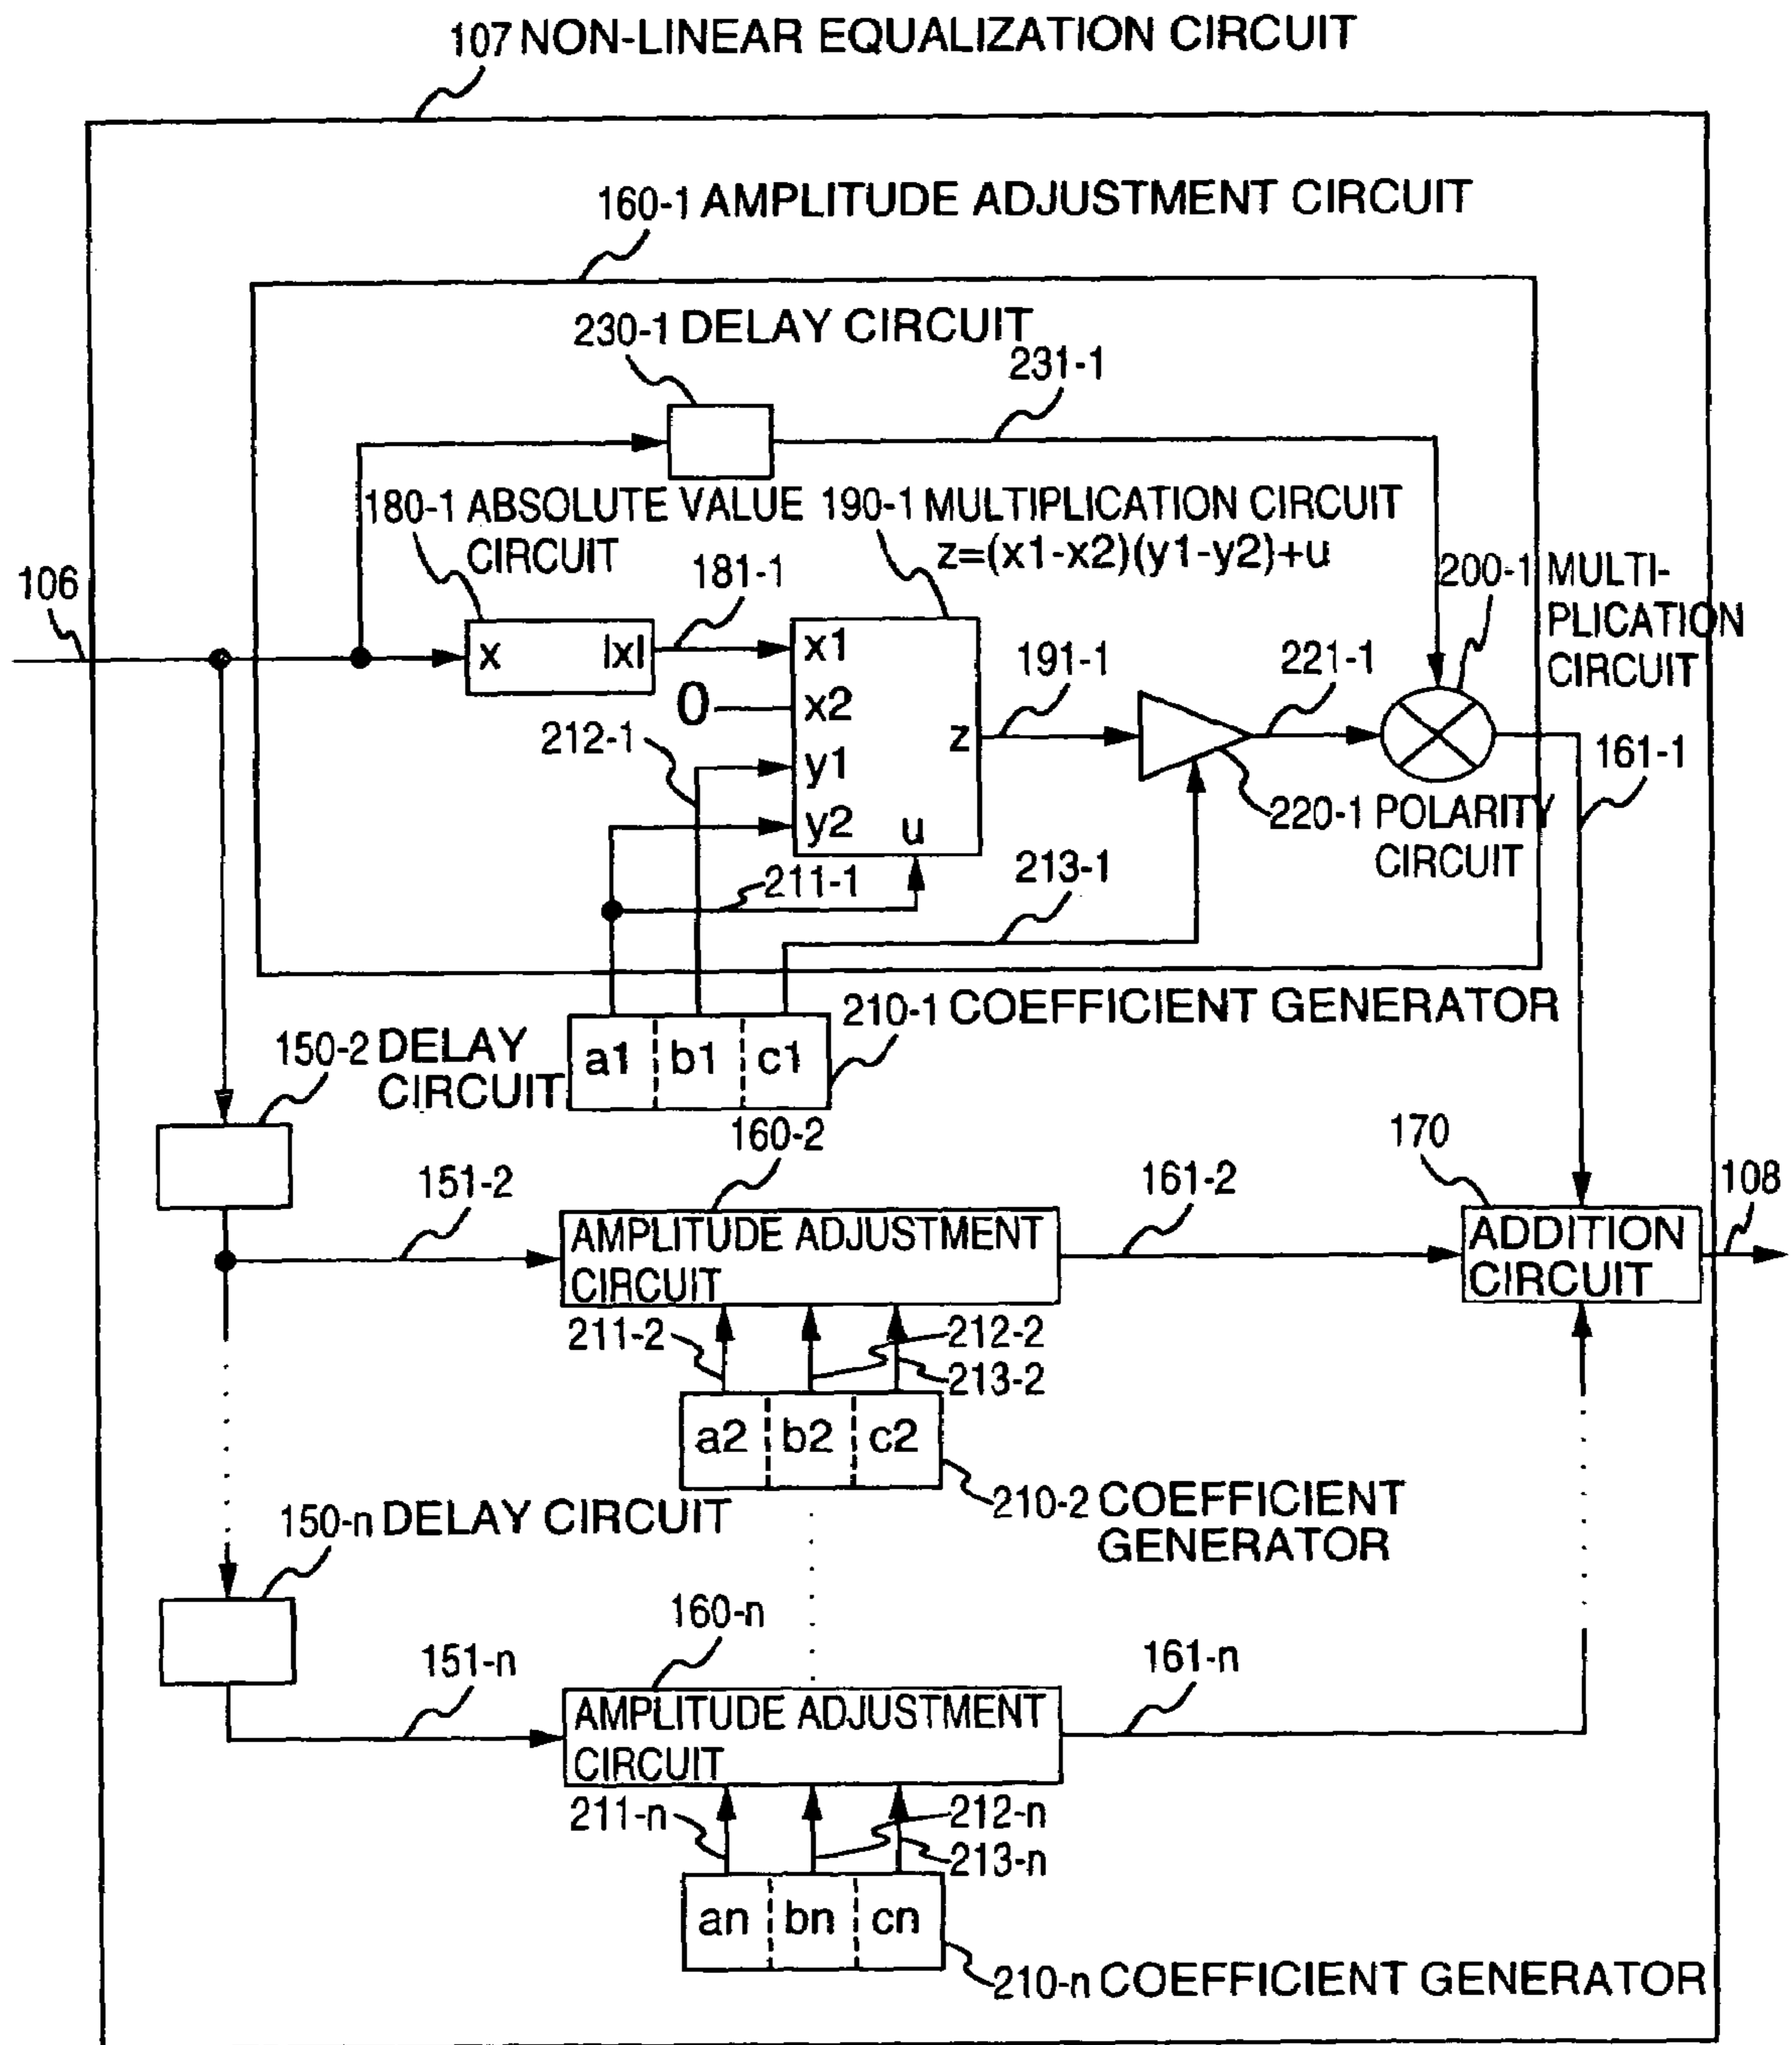 107 NON-LINEAR EQUALIZATION CIRCUIT
160-1 AMPLITUDE ADJUSTMENT CIRCUIT
230-1 DELAY CIRCUIT
231-1
180-1 ABSOLUTE VALUE
CIRCUIT
190-1 MULTIPLICATION CIRCUIT
z=(x1-x2)(y1-y2)+u
106
181-1
200-1 MULTI-
PLICATION
CIRCUIT
x |x|
x1
0
x2
y1
y2
u
z
191-1
221-1
212-1
161-1
220-1 POLARITY
CIRCUIT
211-1
213-1
210-1 COEFFICIENT GENERATOR
a1 b1 c1
150-2 DELAY
CIRCUIT
160-2
170
151-2
161-2
108
AMPLITUDE ADJUSTMENT
CIRCUIT
ADDITION
CIRCUIT
211-2
212-2
213-2
a2 b2 c2
210-2 COEFFICIENT
GENERATOR
150-n DELAY CIRCUIT
160-n
151-n
161-n
AMPLITUDE ADJUSTMENT
CIRCUIT
211-n
212-n
213-n
an bn cn
210-n COEFFICIENT GENERATOR